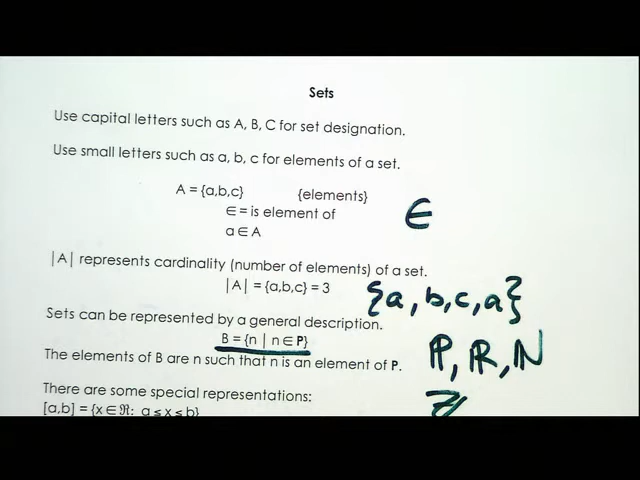 Sets
Use capital letters such as A, B, C for set designation.
Use small letters such as a, b, c for elements of a set.
A = {a,b,c} {elements}
∈ = is element of
∈
a ∈ A
|A| represents cardinality (number of elements) of a set.
|A| = {a,b,c} = 3
{a, b, c, a}
Sets can be represented by a general description.
B = {n | n ∈ P}
ℙ, ℝ, ℕ
The elements of B are n such that n is an element of P.
There are some special representations:
ℤ
[a,b] = {x ∈ ℜ: a ≤ x ≤ b}